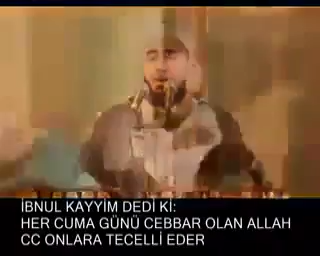 İBNUL KAYYİM DEDİ Kİ:
HER CUMA GÜNÜ CEBBAR OLAN ALLAH
CC ONLARA TECELLİ EDER